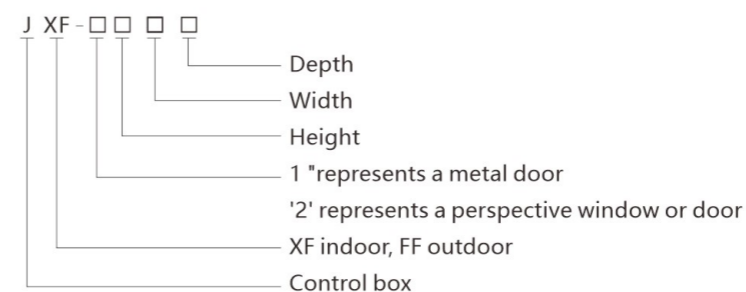 J XF-□□ □ □
Depth
Width
Height
1 "represents a metal door
'2' represents a perspective window or door
XF indoor, FF outdoor
Control box